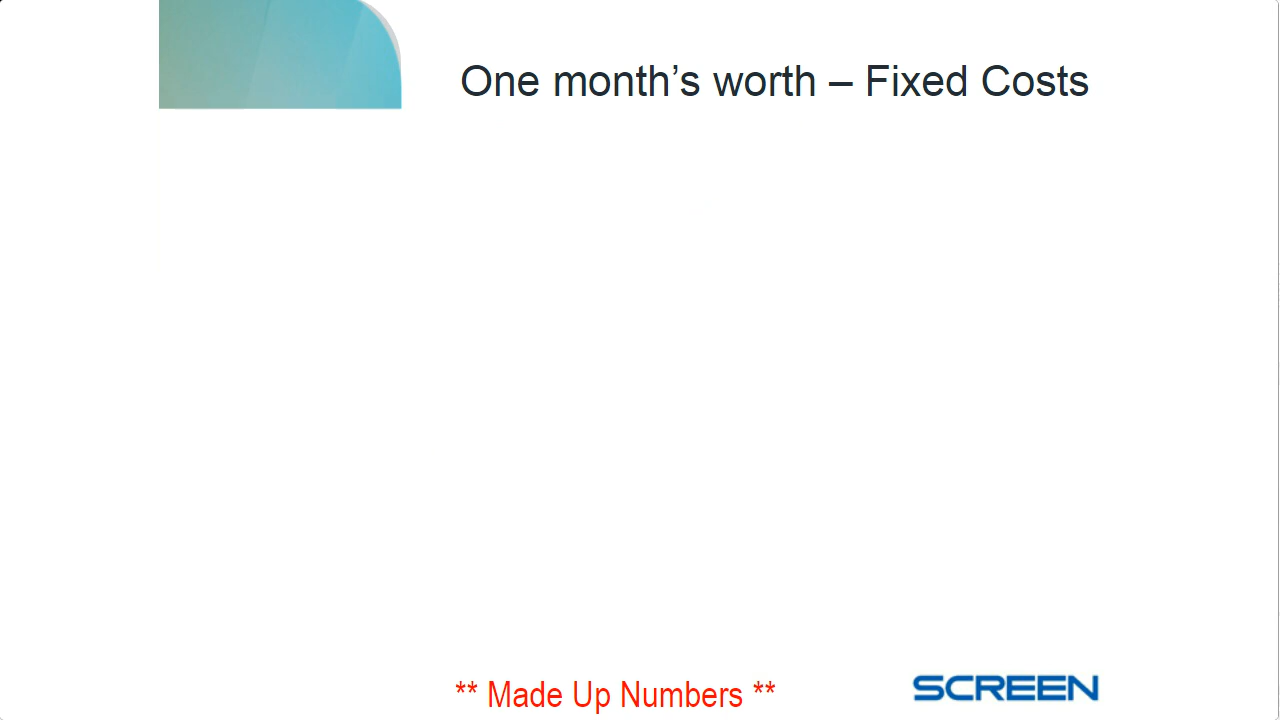 One month’s worth – Fixed Costs
** Made Up Numbers **
SCREEN